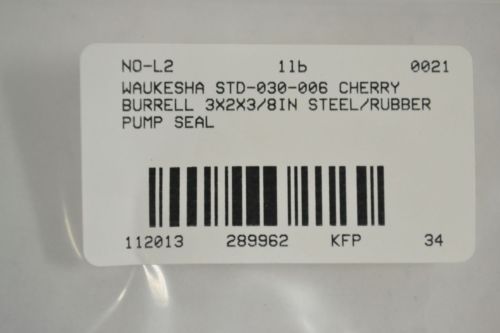 NO-L2 1lb 0021
WAUKESHA STD-030-006 CHERRY
BURRELL 3X2X3/8IN STEEL/RUBBER
PUMP SEAL
112013 289962 KFP 34